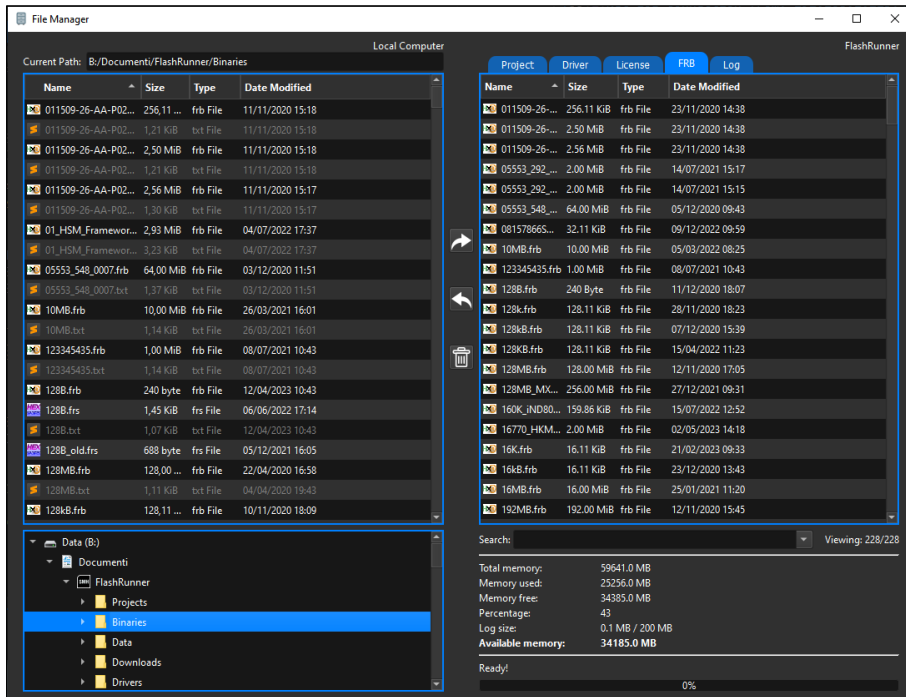 File Manager
Local Computer
Current Path: B:/Documenti/FlashRunner/Binaries
Name Size Type Date Modified
011509-26-AA-P02... 256,11 ... frb File 11/11/2020 15:18
011509-26-AA-P02... 1,21 KiB txt File 11/11/2020 15:18
011509-26-AA-P02... 2,50 MiB frb File 11/11/2020 15:18
011509-26-AA-P02... 1,21 KiB txt File 11/11/2020 15:18
011509-26-AA-P02... 2,56 MiB frb File 11/11/2020 15:17
011509-26-AA-P02... 1,30 KiB txt File 11/11/2020 15:17
01_HSM_Framewor... 2,93 MiB frb File 04/07/2022 17:37
01_HSM_Framewor... 3,23 KiB txt File 04/07/2022 17:37
05553_548_0007.frb 64,00 MiB frb File 03/12/2020 11:51
05553_548_0007.txt 1,37 KiB txt File 03/12/2020 11:51
10MB.frb 10,00 MiB frb File 26/03/2021 16:01
10MB.txt 1,14 KiB txt File 26/03/2021 16:01
123345435.frb 1,00 MiB frb File 08/07/2021 10:43
123345435.txt 1,14 KiB txt File 08/07/2021 10:43
128B.frb 240 byte frb File 12/04/2023 10:43
128B.frs 1,45 KiB frs File 06/06/2022 17:14
128B.txt 1,07 KiB txt File 12/04/2023 10:43
128B_old.frs 688 byte frs File 05/12/2021 16:05
128MB.frb 128,00 ... frb File 22/04/2020 16:58
128MB.txt 1,11 KiB txt File 04/04/2020 19:43
128kB.frb 128,11 ... frb File 10/11/2020 18:09
Data (B:)
Documenti
FlashRunner
Projects
Binaries
Data
Downloads
Drivers
FlashRunner
Project Driver License FRB Log
Name Size Type Date Modified
011509-26-... 256.11 KiB frb File 23/11/2020 14:38
011509-26-... 2.50 MiB frb File 23/11/2020 14:38
011509-26-... 2.56 MiB frb File 23/11/2020 14:38
05553_292_... 2.00 MiB frb File 14/07/2021 15:17
05553_292_... 2.00 MiB frb File 14/07/2021 15:15
05553_548_... 64.00 MiB frb File 05/12/2020 09:43
08157866S... 32.11 KiB frb File 09/12/2022 09:59
10MB.frb 10.00 MiB frb File 05/03/2022 08:25
123345435.frb 1.00 MiB frb File 08/07/2021 10:43
128B.frb 240 Byte frb File 11/12/2020 18:07
128k.frb 128.11 KiB frb File 28/11/2020 18:23
128kB.frb 128.11 KiB frb File 07/12/2020 15:39
128KB.frb 128.11 KiB frb File 15/04/2022 11:23
128MB.frb 128.00 MiB frb File 12/11/2020 17:05
128MB_MX... 256.00 MiB frb File 27/12/2021 09:31
160K_iND80... 159.86 KiB frb File 15/07/2022 12:52
16770_HKM... 2.00 MiB frb File 02/05/2023 14:18
16K.frb 16.11 KiB frb File 21/02/2023 09:33
16kB.frb 16.11 KiB frb File 23/12/2020 13:43
16MB.frb 16.00 MiB frb File 25/01/2021 11:20
192MB.frb 192.00 MiB frb File 12/11/2020 15:45
Search: Viewing: 228/228
Total memory: 59641.0 MB
Memory used: 25256.0 MB
Memory free: 34385.0 MB
Percentage: 43
Log size: 0.1 MB / 200 MB
Available memory: 34185.0 MB
Ready!
0%